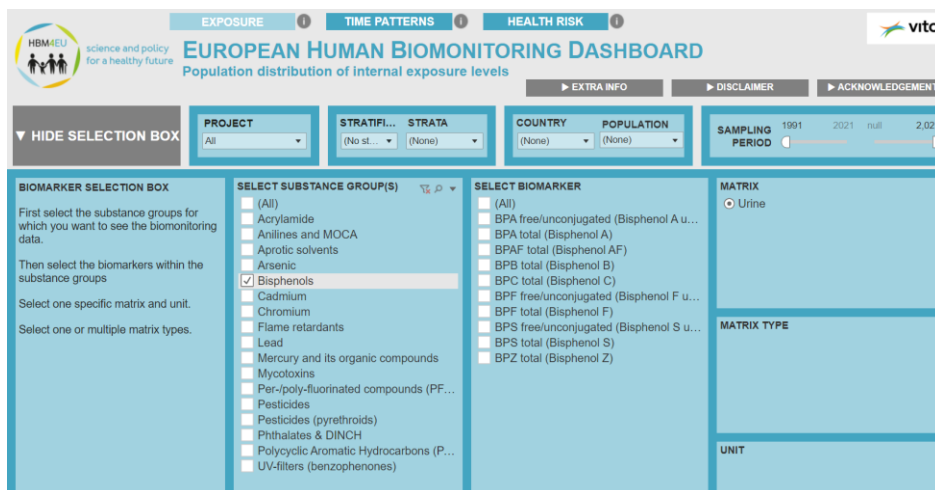 EXPOSURE i TIME PATTERNS i HEALTH RISK i
HBM4EU
science and policy
for a healthy future
EUROPEAN HUMAN BIOMONITORING DASHBOARD
Population distribution of internal exposure levels
vito
▶ EXTRA INFO ▶ DISCLAIMER ▶ ACKNOWLEDGEMENT
▼ HIDE SELECTION BOX
PROJECT
All
STRATIFI... STRATA
(No st... (None)
COUNTRY POPULATION
(None) (None)
SAMPLING PERIOD
1991 2021 null 2,02
BIOMARKER SELECTION BOX
First select the substance groups for
which you want to see the biomonitoring
data.
Then select the biomarkers within the
substance groups
Select one specific matrix and unit.
Select one or multiple matrix types.
SELECT SUBSTANCE GROUP(S)
(All)
Acrylamide
Anilines and MOCA
Aprotic solvents
Arsenic
Bisphenols
Cadmium
Chromium
Flame retardants
Lead
Mercury and its organic compounds
Mycotoxins
Per-/poly-fluorinated compounds (PF...
Pesticides
Pesticides (pyrethroids)
Phthalates & DINCH
Polycyclic Aromatic Hydrocarbons (P...
UV-filters (benzophenones)
SELECT BIOMARKER
(All)
BPA free/unconjugated (Bisphenol A u...
BPA total (Bisphenol A)
BPAF total (Bisphenol AF)
BPB total (Bisphenol B)
BPC total (Bisphenol C)
BPF free/unconjugated (Bisphenol F u...
BPF total (Bisphenol F)
BPS free/unconjugated (Bisphenol S u...
BPS total (Bisphenol S)
BPZ total (Bisphenol Z)
MATRIX
Urine
MATRIX TYPE
UNIT